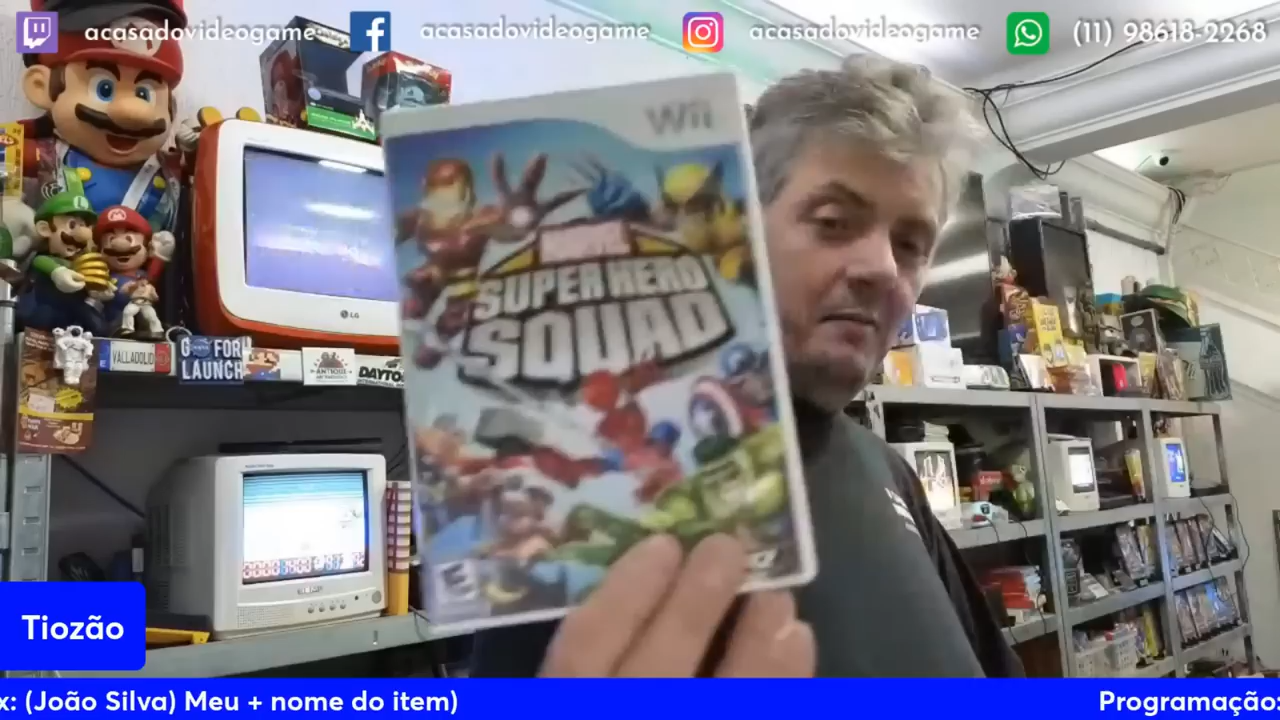 acasadovideogame
acasadovideogame
acasadovideogame
(11) 98618-2268
Wii
MARVEL
SUPER HERO
SQUAD
LG
VALLADOLID
GO FOR
LAUNCH
ANTIQUE
DAYTO
E
Tiozão
x: (João Silva) Meu + nome do item)
Programação: